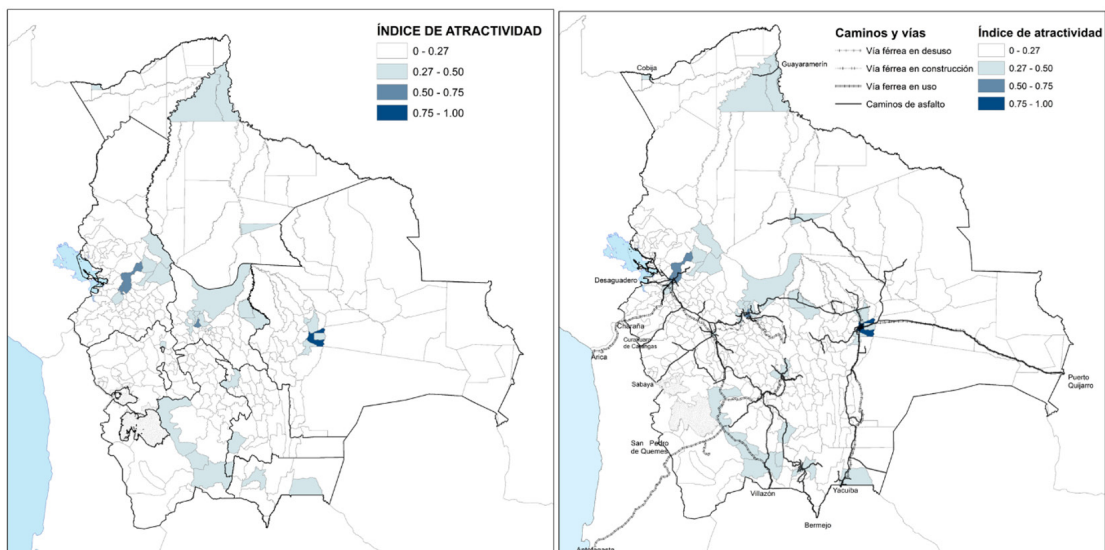 ÍNDICE DE ATRACTIVIDAD
0 - 0.27
0.27 - 0.50
0.50 - 0.75
0.75 - 1.00
Caminos y vías
Vía férrea en desuso
Vía férrea en construcción
Vía ferrea en uso
Caminos de asfalto
Índice de atractividad
0 - 0.27
0.27 - 0.50
0.50 - 0.75
0.75 - 1.00
Cobija
Guayaramerín
Desaguadero
Charaña
Arica
de Carangas
Sabaya
Puerto
Quijarro
San Pedro
de Quemes
Villazón
Yacuiba
Bermejo